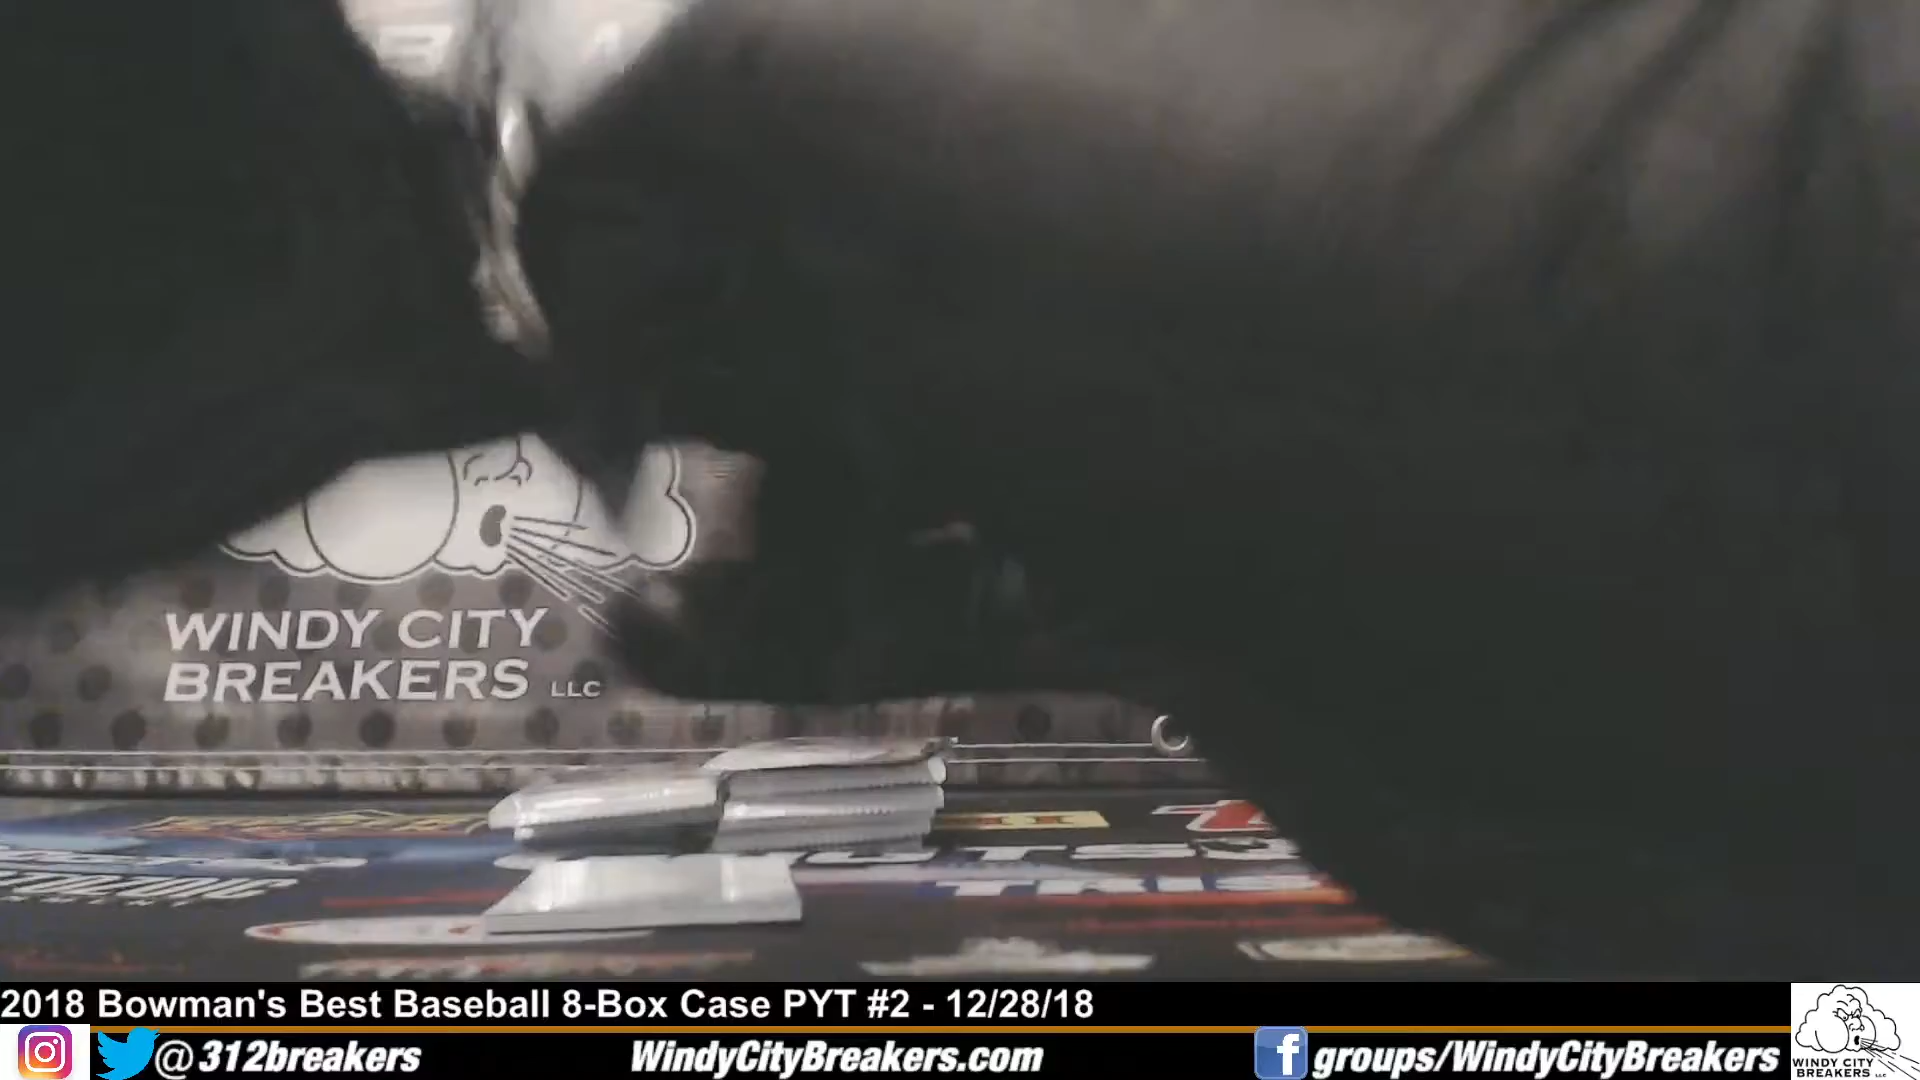 WINDY CITY
BREAKERS LLC
2018 Bowman's Best Baseball 8-Box Case PYT #2 - 12/28/18
@312breakers
WindyCityBreakers.com
groups/WindyCityBreakers
WINDY CITY
BREAKERS LLC